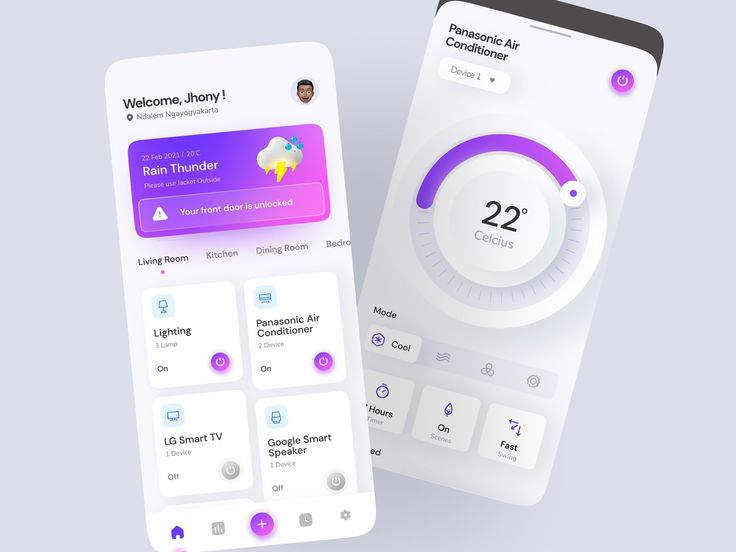 Welcome, Jhony !
Ndalem Ngayogyakarta
22 Feb 2021 / 20°C
Rain Thunder
Please use Jacket Outside
Your front door is unlocked
Living Room
Kitchen
Dining Room
Bedro
Lighting
3 Lamp
On
Panasonic Air
Conditioner
2 Device
On
LG Smart TV
1 Device
Off
Google Smart
Speaker
1 Device
Off
Panasonic Air
Conditioner
Device 1
22°
Celcius
Mode
Cool
Hours
Timer
On
Scenes
Fast
Swing
ed